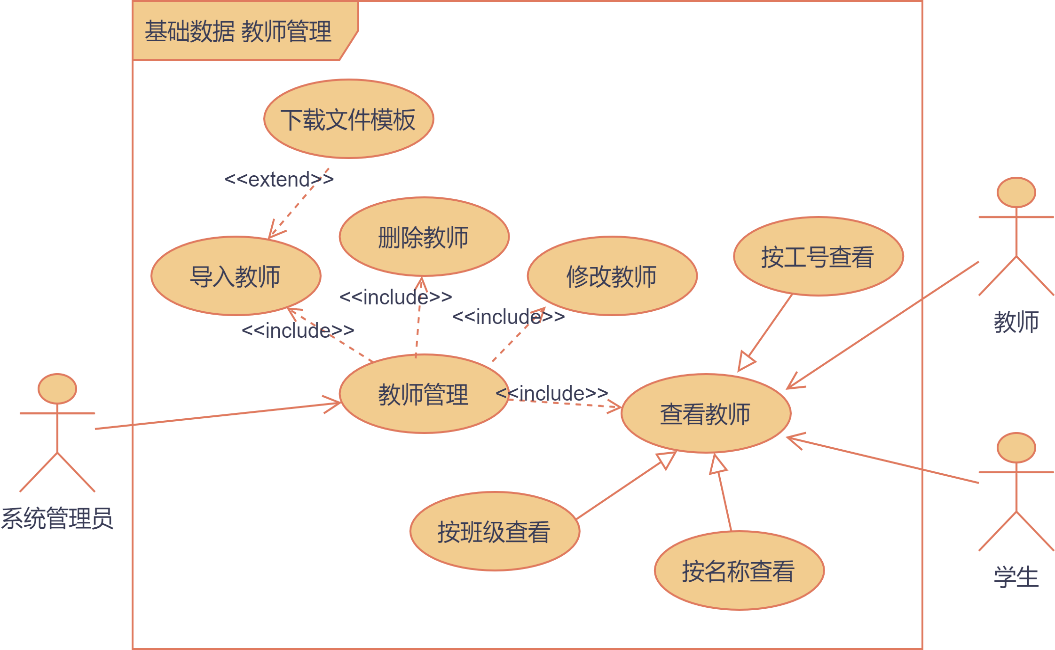 基础数据 教师管理
下载文件模板
<<extend>>
删除教师
导入教师
修改教师
按工号查看
<<include>>
<<include>>
<<include>>
教师
教师管理
<<include>>
查看教师
系统管理员
按班级查看
按名称查看
学生